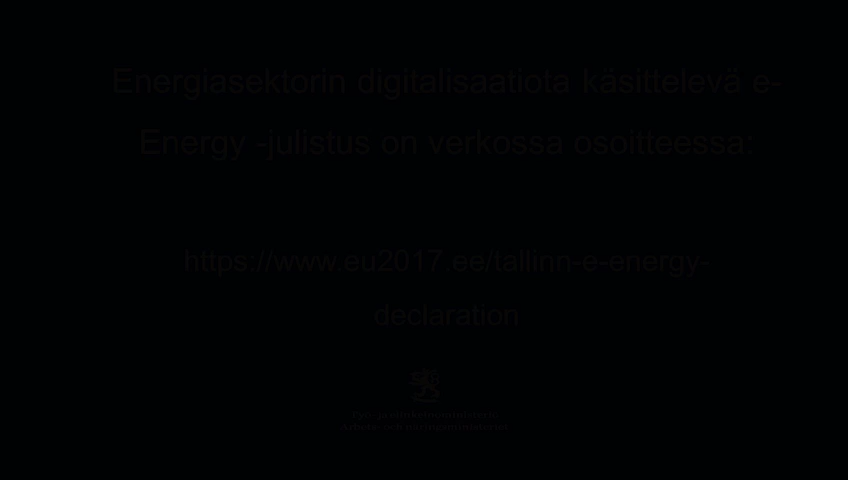 Energiasektorin digitalisaatiota käsittelevä e-
Energy -julistus on verkossa osoitteessa:
https://www.eu2017.ee/tallinn-e-energy-
declaration